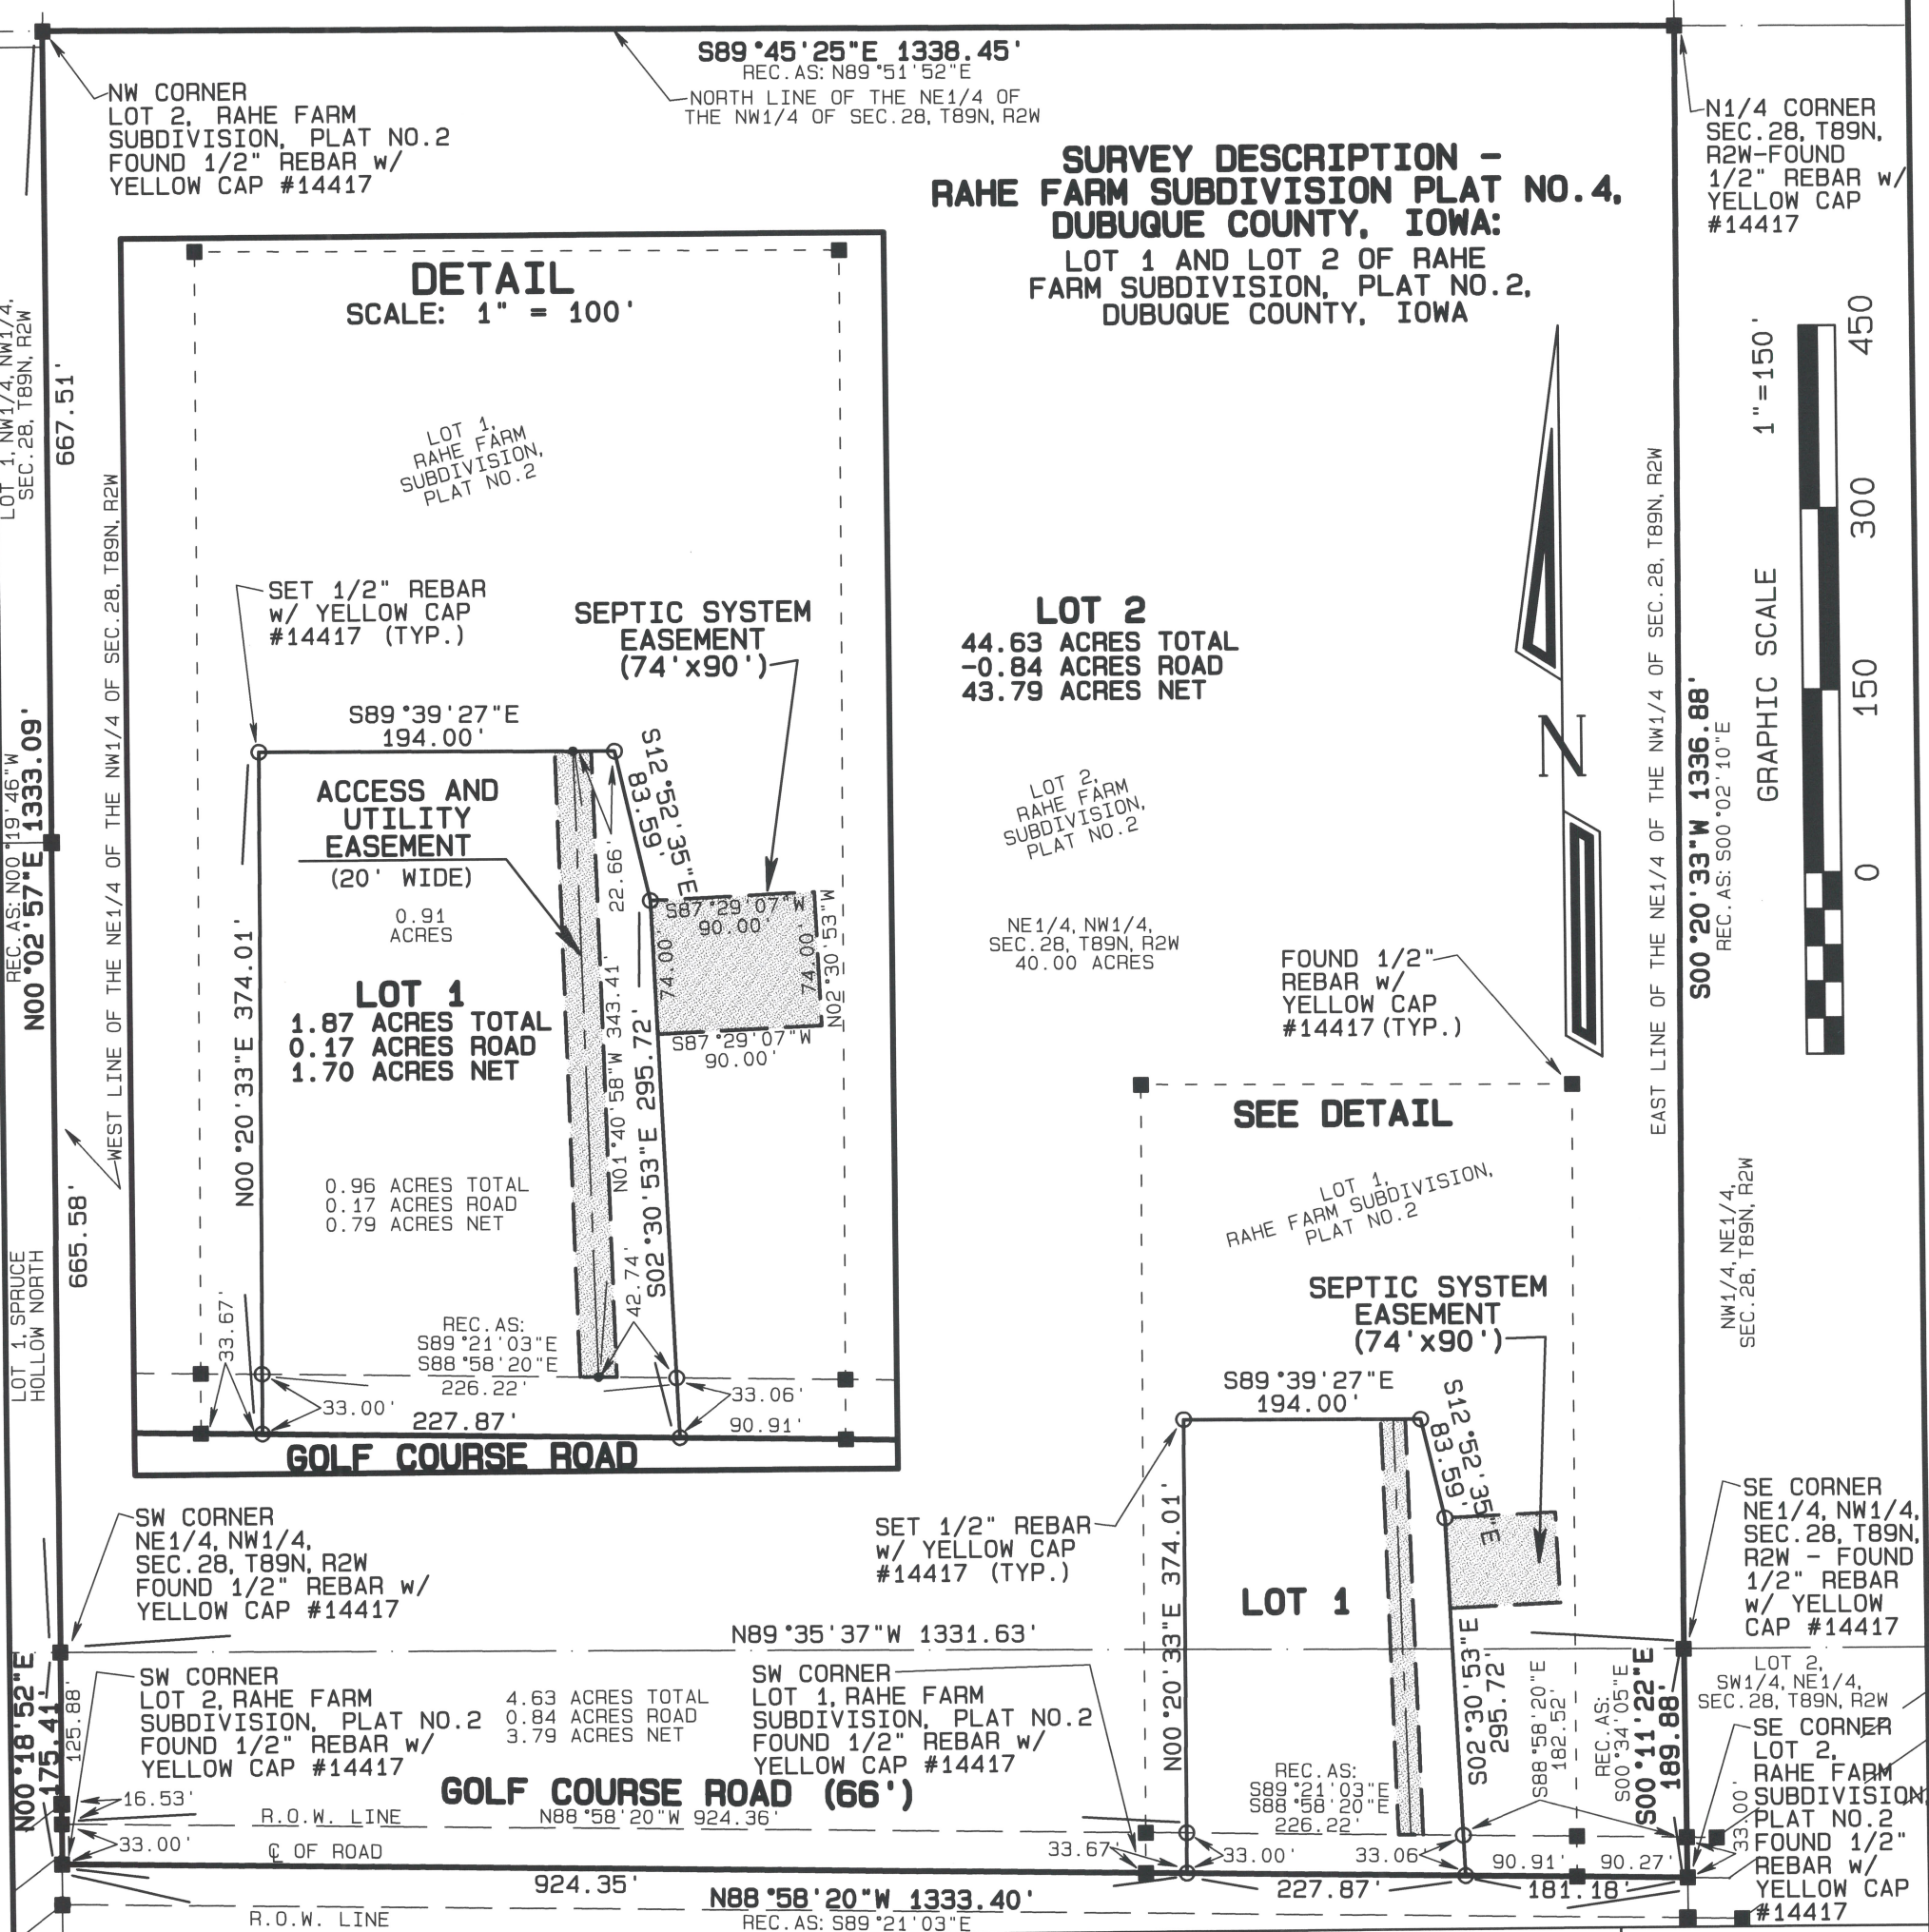 S89°45'25"E 1338.45'
REC.AS: N89°51'52"E
NORTH LINE OF THE NE1/4 OF
THE NW1/4 OF SEC.28, T89N, R2W
NW CORNER
LOT 2, RAHE FARM
SUBDIVISION, PLAT NO.2
FOUND 1/2" REBAR w/
YELLOW CAP #14417
N1/4 CORNER
SEC.28, T89N,
R2W-FOUND
1/2" REBAR w/
YELLOW CAP
#14417
SURVEY DESCRIPTION -
RAHE FARM SUBDIVISION PLAT NO.4,
DUBUQUE COUNTY, IOWA:
LOT 1 AND LOT 2 OF RAHE
FARM SUBDIVISION, PLAT NO.2,
DUBUQUE COUNTY, IOWA
LOT 1, NW1/4, NW1/4,
SEC.28, T89N, R2W
667.51'
REC.AS: N00°19'46"W
N00°02'57"E 1333.09'
WEST LINE OF THE NE1/4 OF THE NW1/4 OF SEC.28, T89N, R2W
665.58'
LOT 1, SPRUCE
HOLLOW NORTH
DETAIL
SCALE: 1" = 100'
LOT 1,
RAHE FARM
SUBDIVISION,
PLAT NO.2
SET 1/2" REBAR
w/ YELLOW CAP
#14417 (TYP.)
SEPTIC SYSTEM
EASEMENT
(74'x90')
S89°39'27"E
194.00'
S12°52'35"E
83.59'
ACCESS AND
UTILITY
EASEMENT
(20' WIDE)
22.66'
0.91
ACRES
S87°29'07"W
90.00'
74.00'
74.00'
N02°30'53"W
S87°29'07"W
90.00'
LOT 1
1.87 ACRES TOTAL
0.17 ACRES ROAD
1.70 ACRES NET
N00°20'33"E 374.01'
N01°40'58"W 343.41'
S02°30'53"E 295.72'
0.96 ACRES TOTAL
0.17 ACRES ROAD
0.79 ACRES NET
42.74'
33.67'
REC.AS:
S89°21'03"E
S88°58'20"E
226.22'
33.00'
227.87'
33.06'
90.91'
GOLF COURSE ROAD
LOT 2
44.63 ACRES TOTAL
-0.84 ACRES ROAD
43.79 ACRES NET
LOT 2,
RAHE FARM
SUBDIVISION,
PLAT NO.2
NE1/4, NW1/4,
SEC.28, T89N, R2W
40.00 ACRES
N
EAST LINE OF THE NE1/4 OF THE NW1/4 OF SEC.28, T89N, R2W
S00°20'33"W 1336.88'
REC.AS: S00°02'10"E
1"=150'
GRAPHIC SCALE
450
300
150
0
FOUND 1/2"
REBAR w/
YELLOW CAP
#14417(TYP.)
SEE DETAIL
LOT 1,
RAHE FARM SUBDIVISION,
PLAT NO.2
NW1/4, NE1/4,
SEC.28, T89N, R2W
SEPTIC SYSTEM
EASEMENT
(74'x90')
S89°39'27"E
194.00'
S12°52'35"E
83.59'
SET 1/2" REBAR
w/ YELLOW CAP
#14417 (TYP.)
N00°20'33"E 374.01'
LOT 1
S02°30'53"E
295.72'
SW CORNER
NE1/4, NW1/4,
SEC.28, T89N, R2W
FOUND 1/2" REBAR w/
YELLOW CAP #14417
SE CORNER
NE1/4, NW1/4,
SEC.28, T89N,
R2W - FOUND
1/2" REBAR
w/ YELLOW
CAP #14417
N89°35'37"W 1331.63'
N00°18'52"E
175.41'
125.88'
SW CORNER
LOT 2, RAHE FARM
SUBDIVISION, PLAT NO.2
FOUND 1/2" REBAR w/
YELLOW CAP #14417
4.63 ACRES TOTAL
0.84 ACRES ROAD
3.79 ACRES NET
SW CORNER
LOT 1, RAHE FARM
SUBDIVISION, PLAT NO.2
FOUND 1/2" REBAR w/
YELLOW CAP #14417
S88°58'20"E
182.52'
REC.AS:
S00°34'05"E
S00°11'22"E
189.88'
LOT 2,
SW1/4, NE1/4,
SEC.28, T89N, R2W
SE CORNER
LOT 2,
RAHE FARM
SUBDIVISION,
PLAT NO.2
FOUND 1/2"
REBAR w/
YELLOW CAP
#14417
33.00'
GOLF COURSE ROAD (66')
16.53'
R.O.W. LINE
N88°58'20"W 924.36'
REC.AS:
S89°21'03"E
S88°58'20"E
226.22'
33.00'
℄ OF ROAD
33.67'
33.00'
33.06'
90.91'
90.27'
924.35'
227.87'
181.18'
N88°58'20"W 1333.40'
REC.AS: S89°21'03"E
R.O.W. LINE